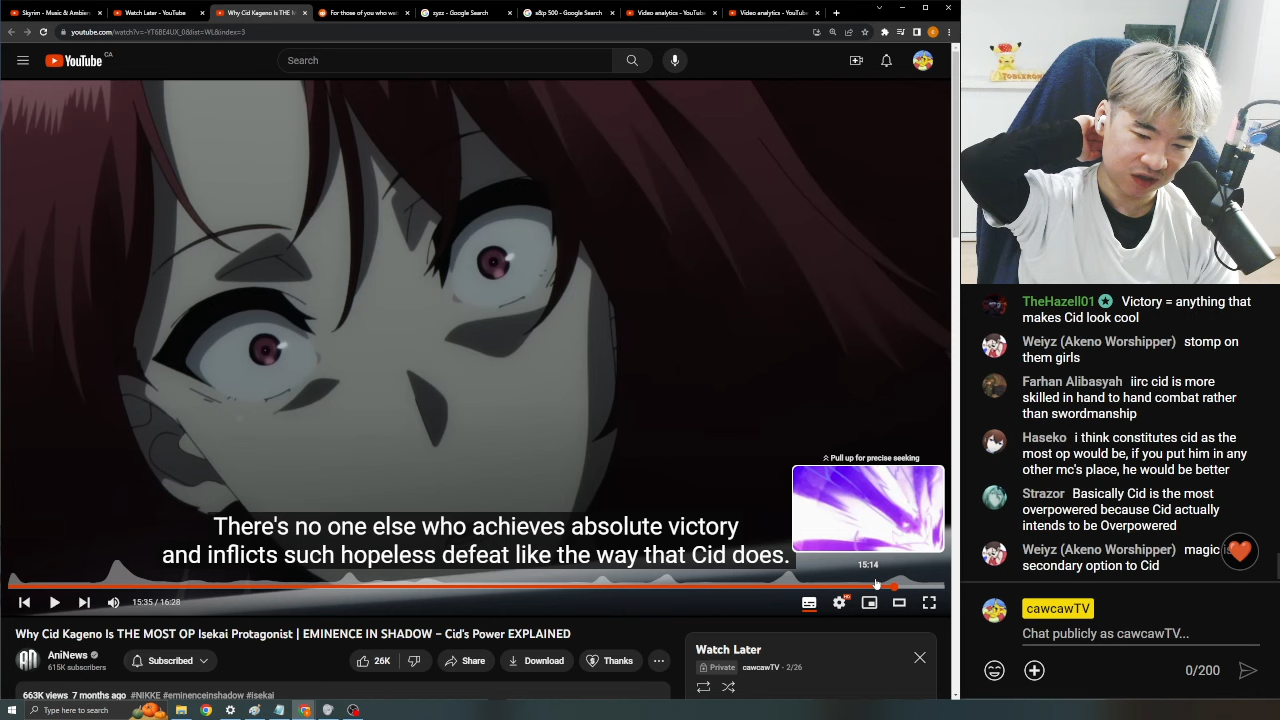 Skyrim - Music & Ambien
Watch Later - YouTube
Why Cid Kageno Is THE M
For those of you who wat
zyzz - Google Search
s&p 500 - Google Search
Video analytics - YouTub
Video analytics - YouTub
YouTube CA
Search
TOBLERONE
There's no one else who achieves absolute victory
and inflicts such hopeless defeat like the way that Cid does.
Pull up for precise seeking
15:14
15:35 / 16:28
HD
Why Cid Kageno Is THE MOST OP Isekai Protagonist | EMINENCE IN SHADOW – Cid's Power EXPLAINED
AniNews
615K subscribers
Subscribed
26K
Share
Download
Thanks
663K views 7 months ago #NIKKE #eminenceinshadow #isekai
Watch Later
Private cawcawTV - 2/26
TheHazell01 Victory = anything that
makes Cid look cool
Weiyz (Akeno Worshipper) stomp on
them girls
Farhan Alibasyah iirc cid is more
skilled in hand to hand combat rather
than swordmanship
Haseko i think constitutes cid as the
most op would be, if you put him in any
other mc's place, he would be better
Strazor Basically Cid is the most
overpowered because Cid actually
intends to be Overpowered
Weiyz (Akeno Worshipper) magic is
secondary option to Cid
cawcawTV
Chat publicly as cawcawTV...
0/200
Type here to search